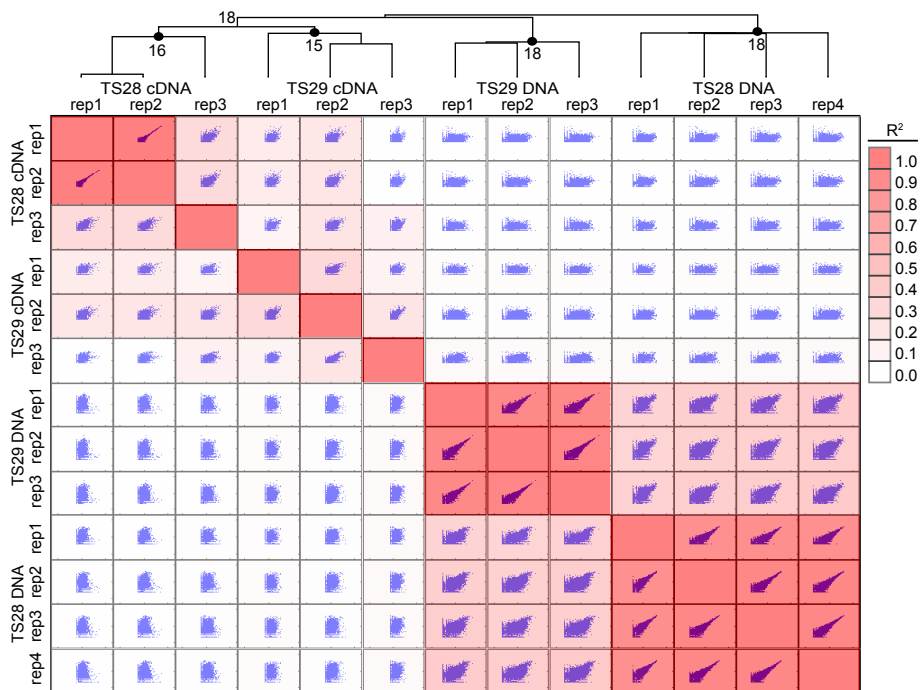 18
16
15
18
18
TS28 cDNA TS29 cDNA TS29 DNA TS28 DNA
rep1 rep2 rep3 rep1 rep2 rep3 rep1 rep2 rep3 rep1 rep2 rep3 rep4
R²
1.0
0.9
0.8
0.7
0.6
0.5
0.4
0.3
0.2
0.1
0.0
TS28 cDNA
rep1
rep2
rep3
TS29 cDNA
rep1
rep2
rep3
TS29 DNA
rep1
rep2
rep3
TS28 DNA
rep1
rep2
rep3
rep4